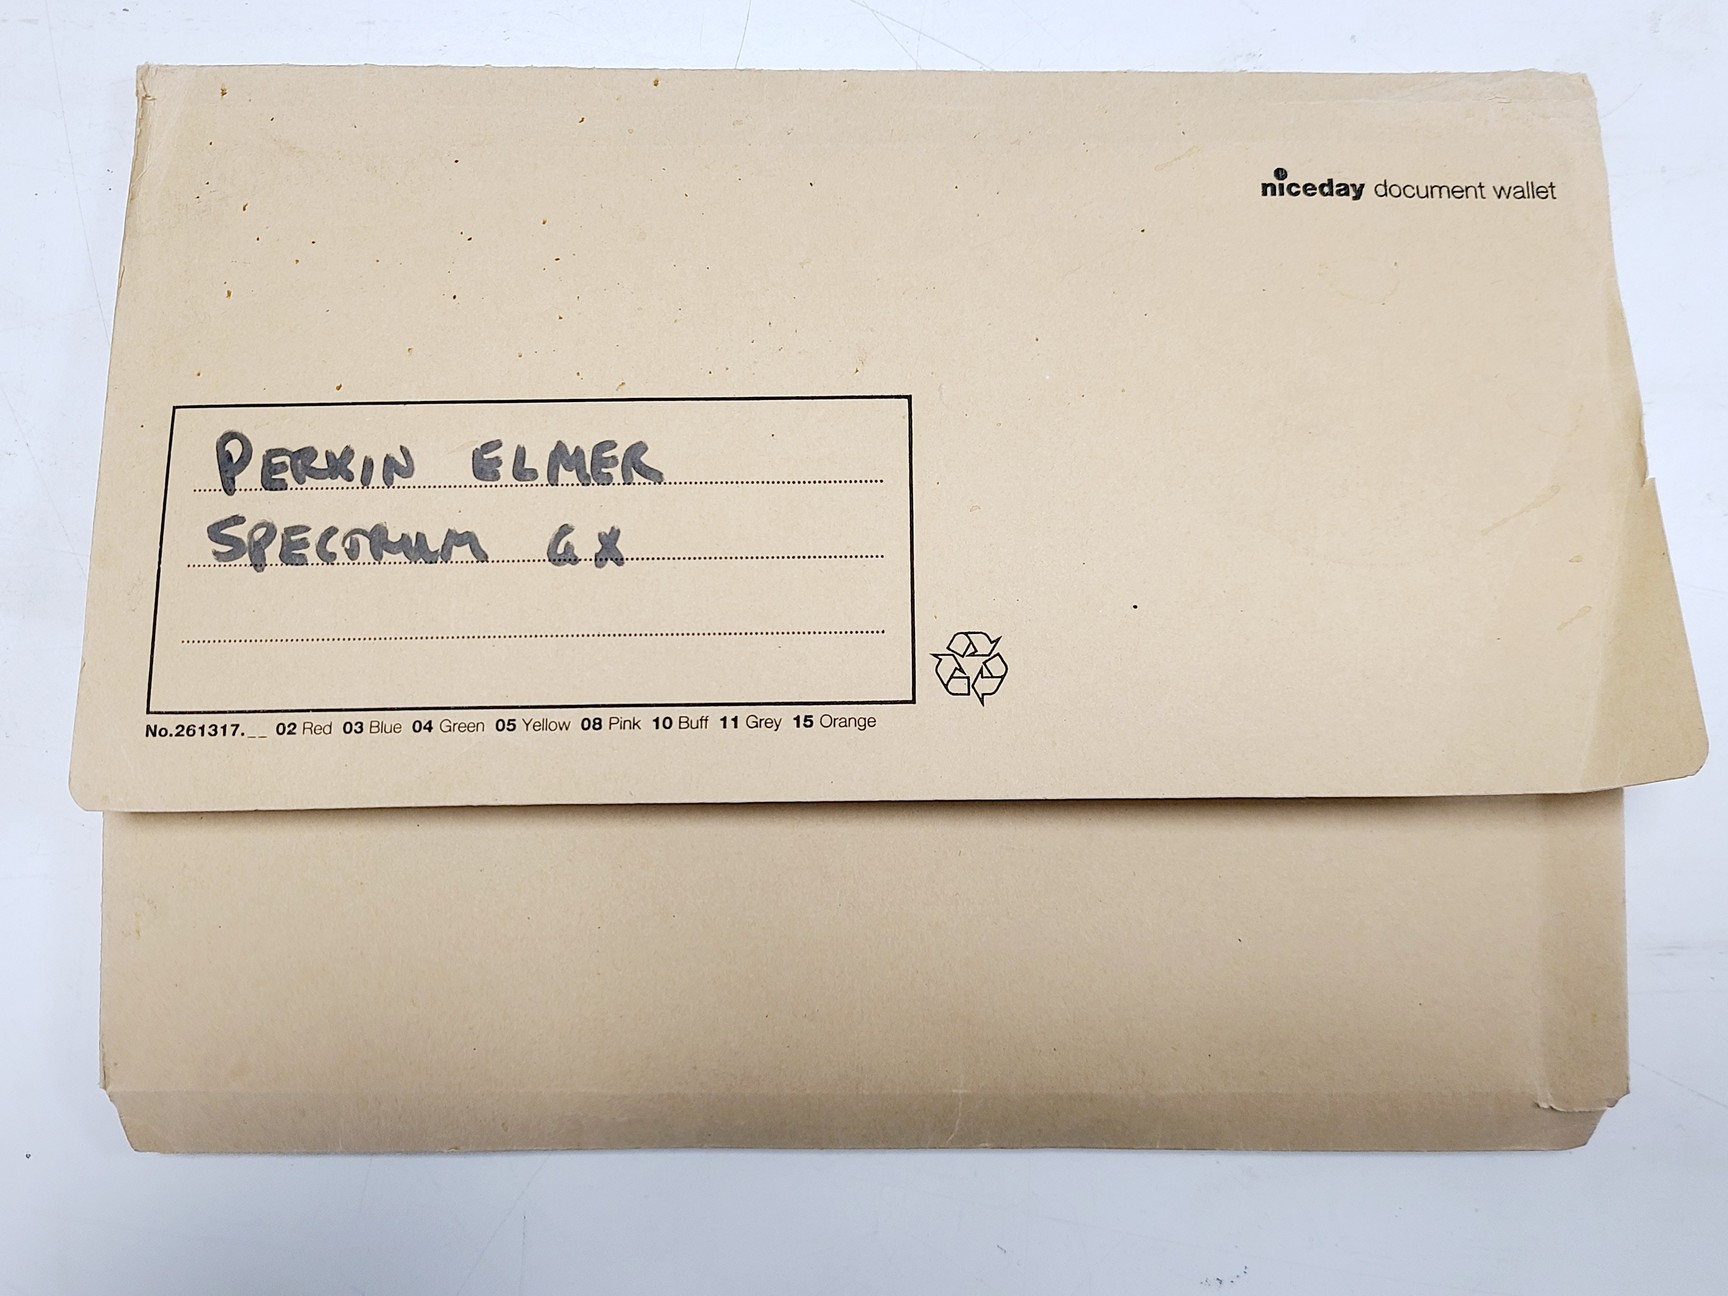 niceday document wallet
PERKIN ELMER
SPECTRUM GX
No.261317.__ 02 Red 03 Blue 04 Green 05 Yellow 08 Pink 10 Buff 11 Grey 15 Orange